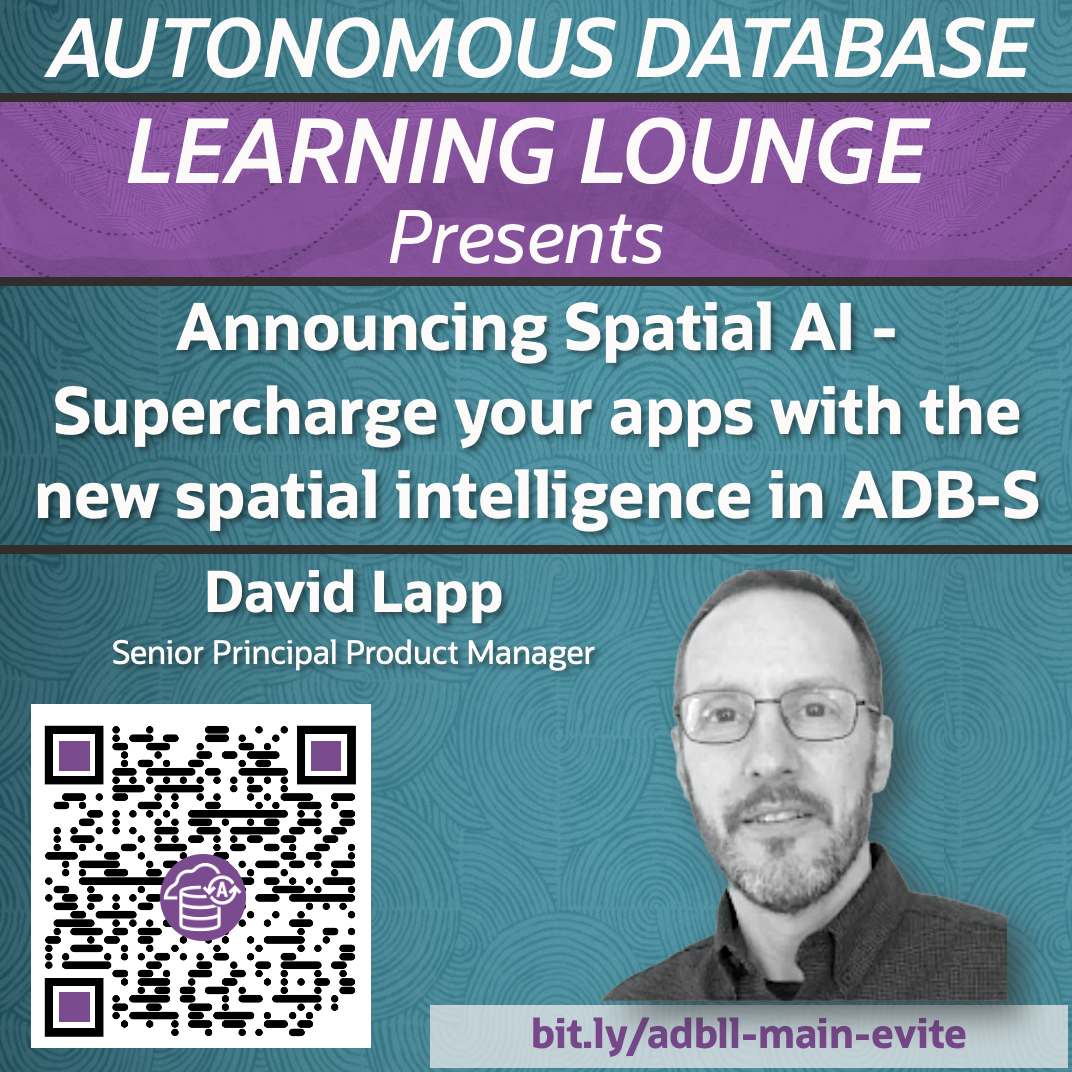 AUTONOMOUS DATABASE
LEARNING LOUNGE
Presents
Announcing Spatial AI -
Supercharge your apps with the
new spatial intelligence in ADB-S
David Lapp
Senior Principal Product Manager
A
bit.ly/adbll-main-evite